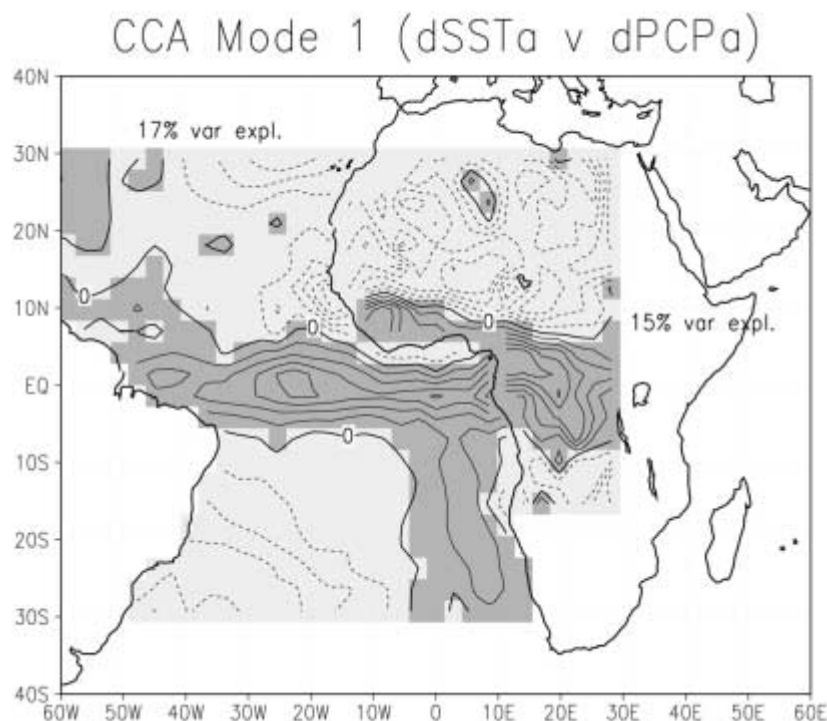 CCA Mode 1 (dSSTa v dPCPa)
40N
17% var expl.
30N
20N
0
10N
0
0
15% var expl.
EQ
0
10S
20S
30S
40S
60W 50W 40W 30W 20W 10W 0 10E 20E 30E 40E 50E 60E